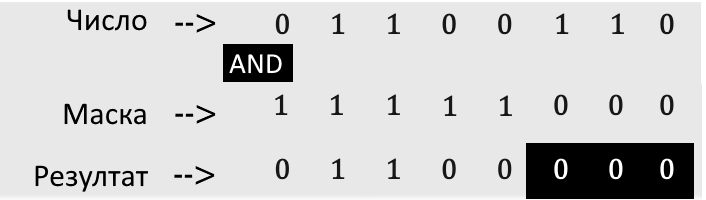 Число --> 0 1 1 0 0 1 1 0
AND
Маска --> 1 1 1 1 1 0 0 0
Резултат --> 0 1 1 0 0 0 0 0